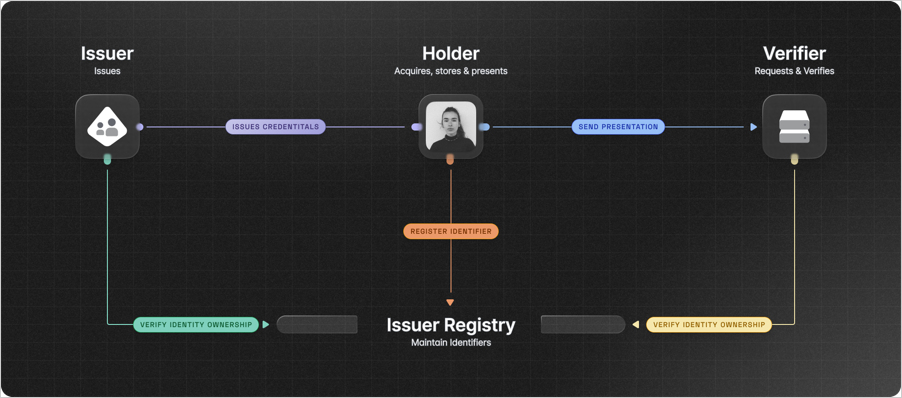 Issuer
Issues
Holder
Acquires, stores & presents
Verifier
Requests & Verifies
ISSUES CREDENTITALS
SEND PRESENTATION
REGISTER IDENTIFIER
VERIFY IDENTITY OWNERSHIP
Issuer Registry
Maintain Identifiers
VERIFY IDENTITY OWNERSHIP